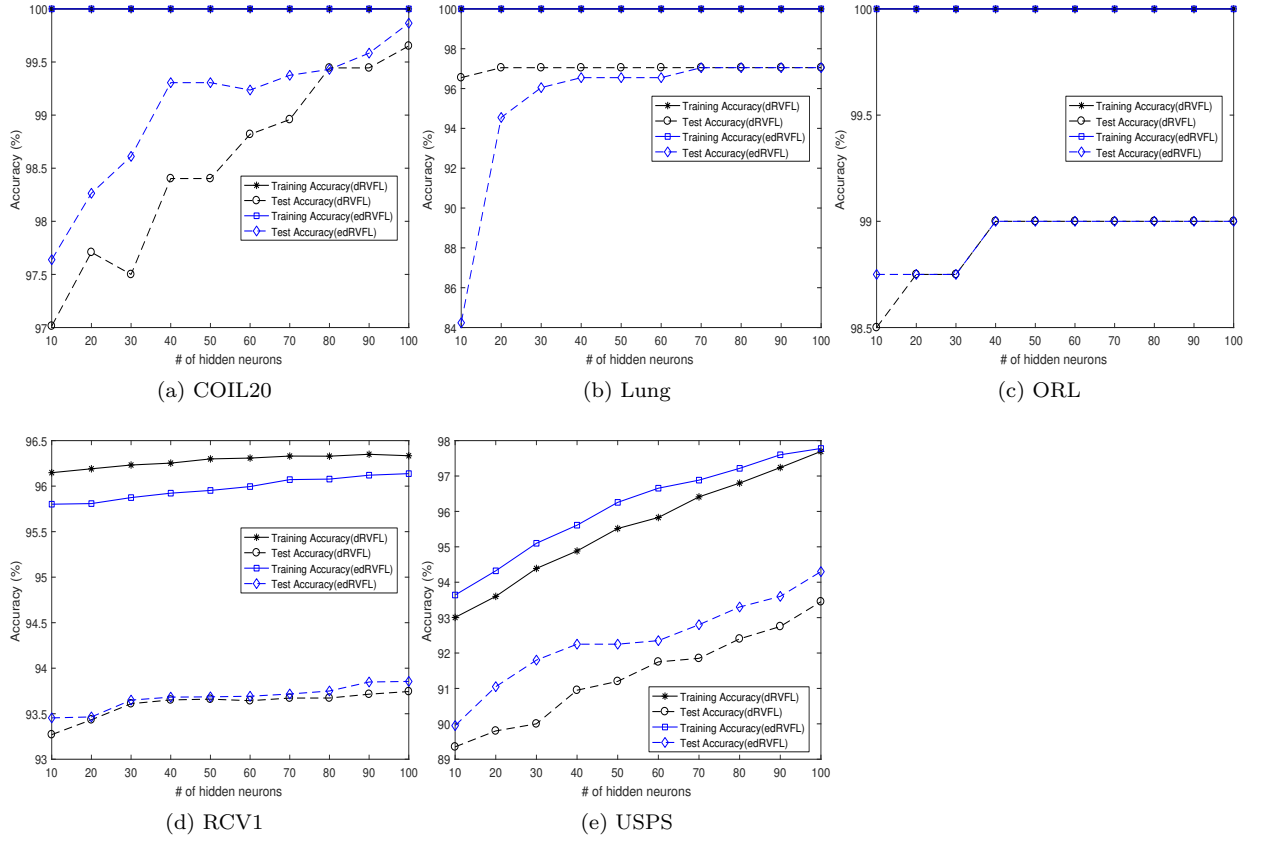 100
99.5
99
98.5
98
97.5
97
Accuracy (%)
10 20 30 40 50 60 70 80 90 100
# of hidden neurons
Training Accuracy(dRVFL)
Test Accuracy(dRVFL)
Training Accuracy(edRVFL)
Test Accuracy(edRVFL)
(a) COIL20
100
98
96
94
92
90
88
86
84
Accuracy (%)
10 20 30 40 50 60 70 80 90 100
# of hidden neurons
Training Accuracy(dRVFL)
Test Accuracy(dRVFL)
Training Accuracy(edRVFL)
Test Accuracy(edRVFL)
(b) Lung
100
99.5
99
98.5
Accuracy (%)
10 20 30 40 50 60 70 80 90 100
# of hidden neurons
Training Accuracy(dRVFL)
Test Accuracy(dRVFL)
Training Accuracy(edRVFL)
Test Accuracy(edRVFL)
(c) ORL
96.5
96
95.5
95
94.5
94
93.5
93
Accuracy (%)
10 20 30 40 50 60 70 80 90 100
# of hidden neurons
Training Accuracy(dRVFL)
Test Accuracy(dRVFL)
Training Accuracy(edRVFL)
Test Accuracy(edRVFL)
(d) RCV1
98
97
96
95
94
93
92
91
90
89
Accuracy (%)
10 20 30 40 50 60 70 80 90 100
# of hidden neurons
Training Accuracy(dRVFL)
Test Accuracy(dRVFL)
Training Accuracy(edRVFL)
Test Accuracy(edRVFL)
(e) USPS